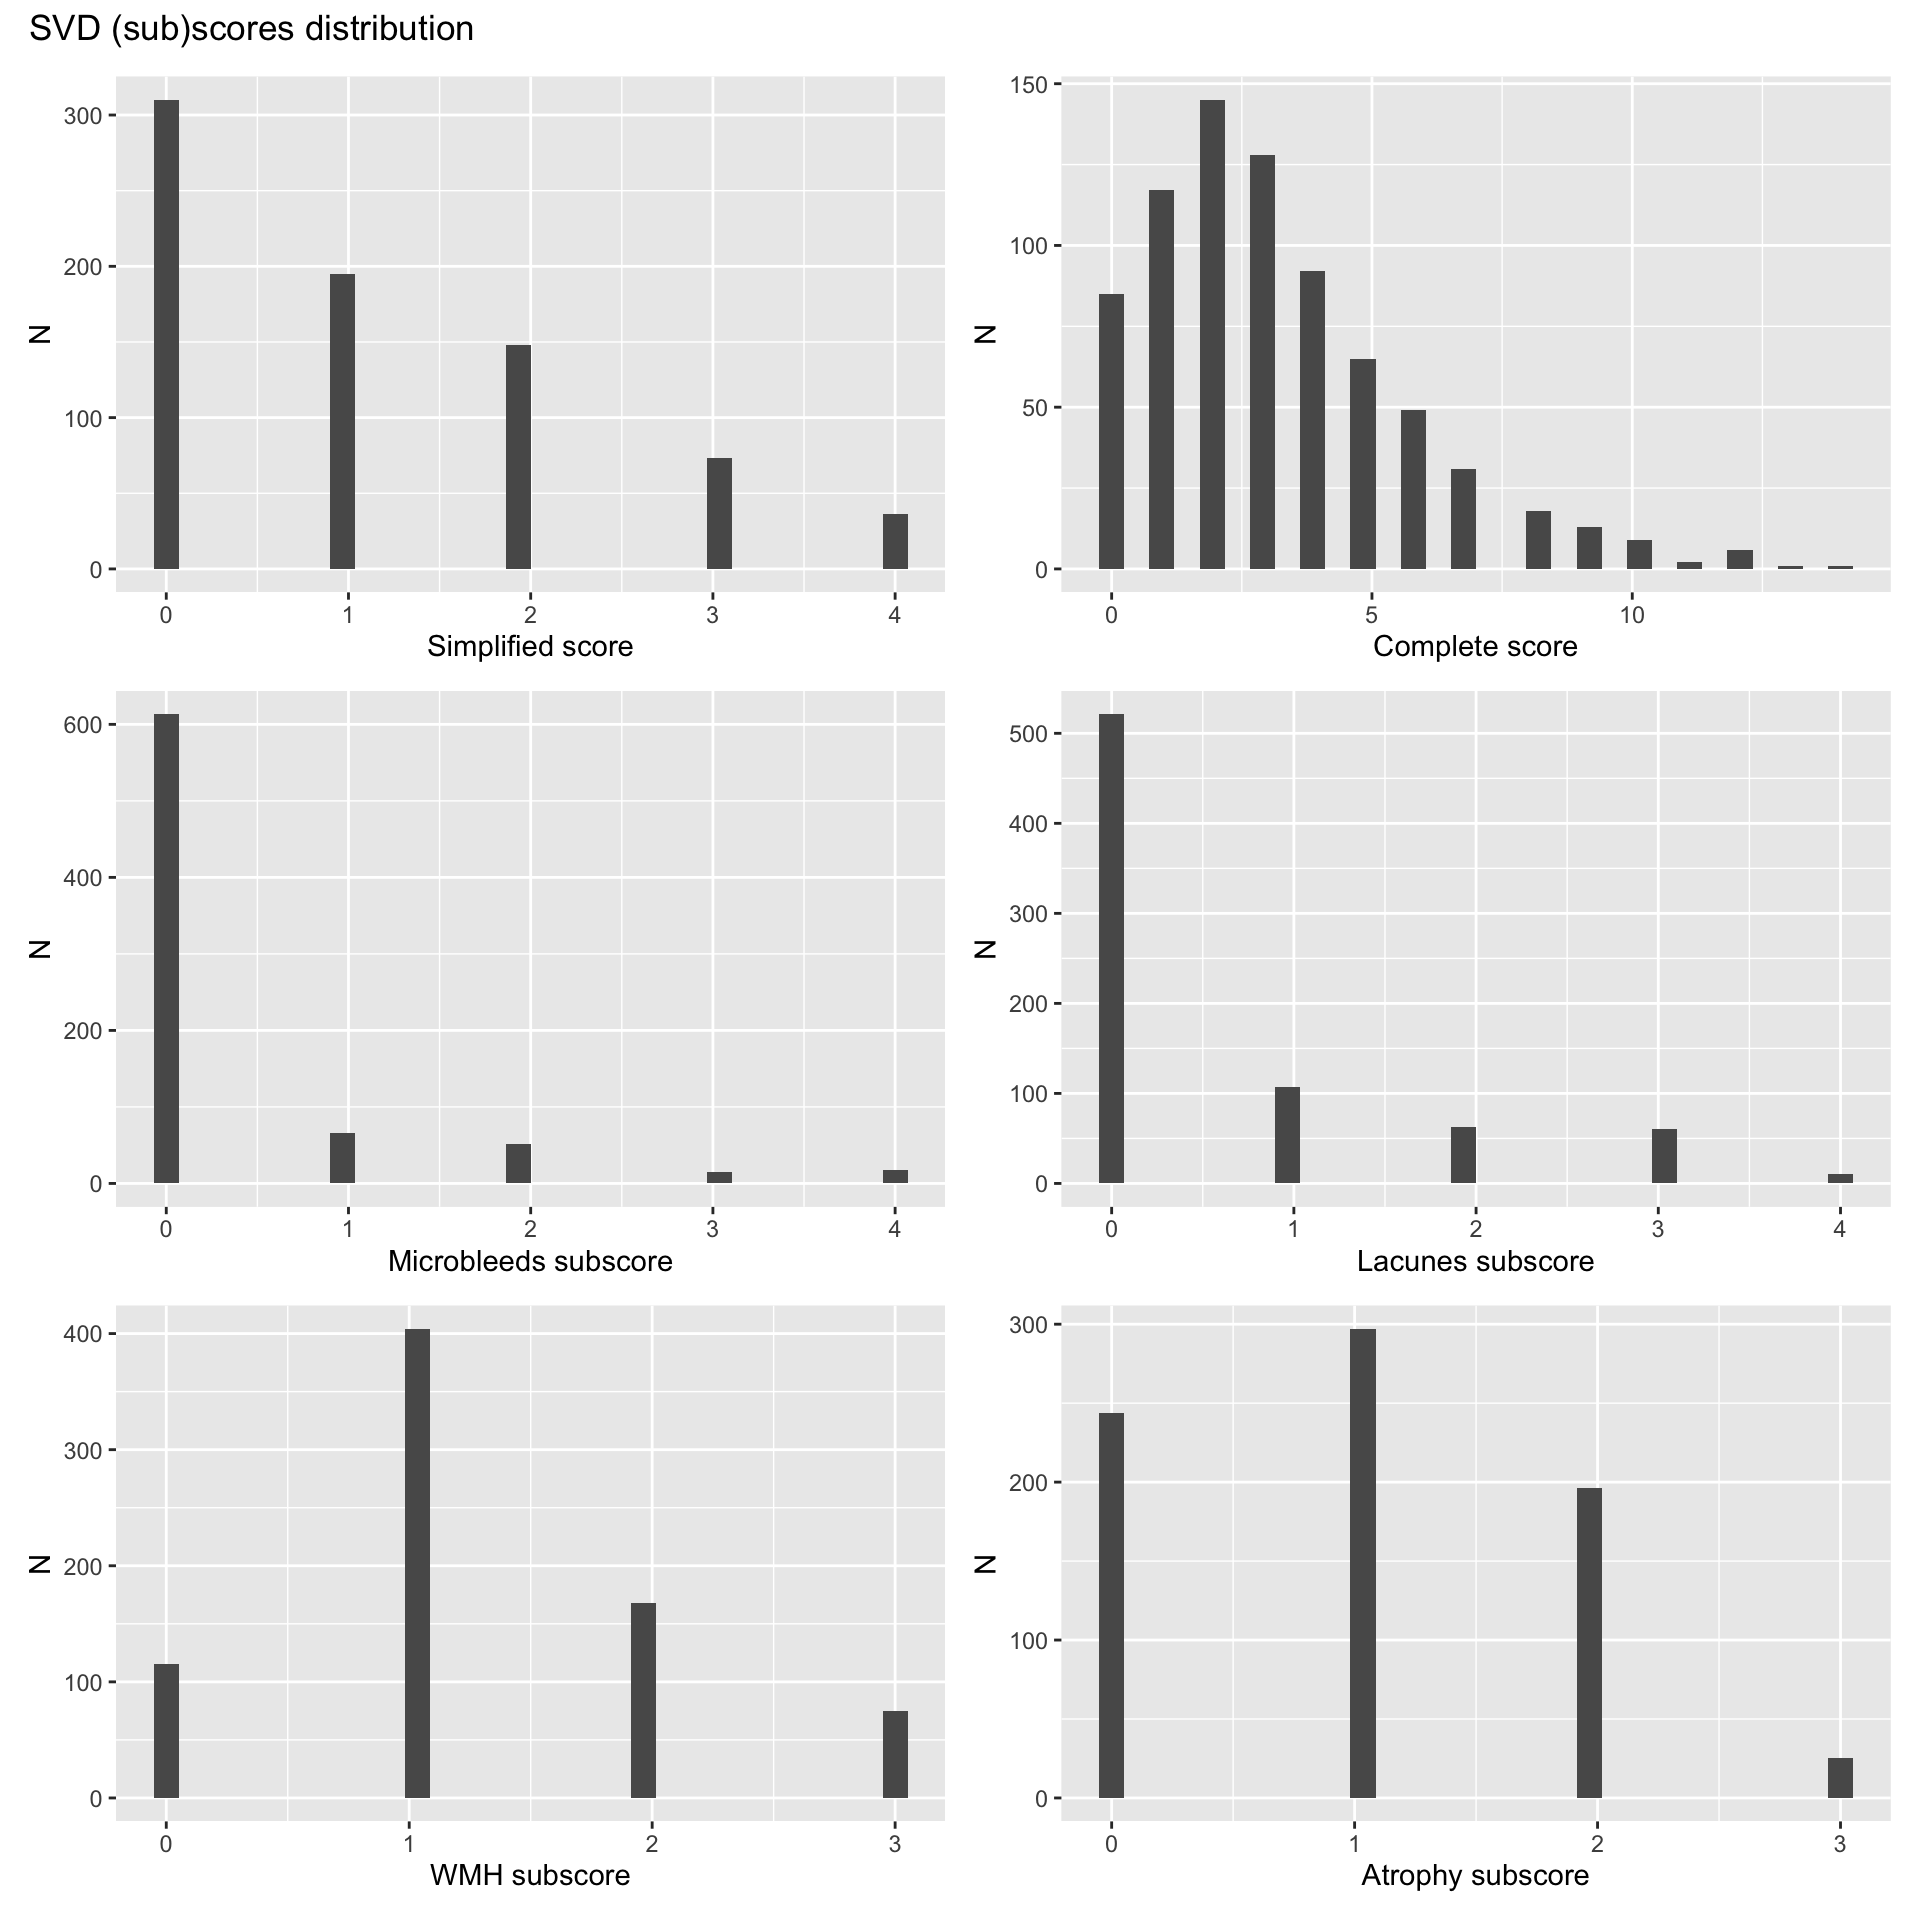 SVD (sub)scores distribution
300
200
100
0
N
0 1 2 3 4
Simplified score
150
100
50
0
N
0 5 10
Complete score
600
400
200
0
N
0 1 2 3 4
Microbleeds subscore
500
400
300
200
100
0
N
0 1 2 3 4
Lacunes subscore
400
300
200
100
0
N
0 1 2 3
WMH subscore
300
200
100
0
N
0 1 2 3
Atrophy subscore